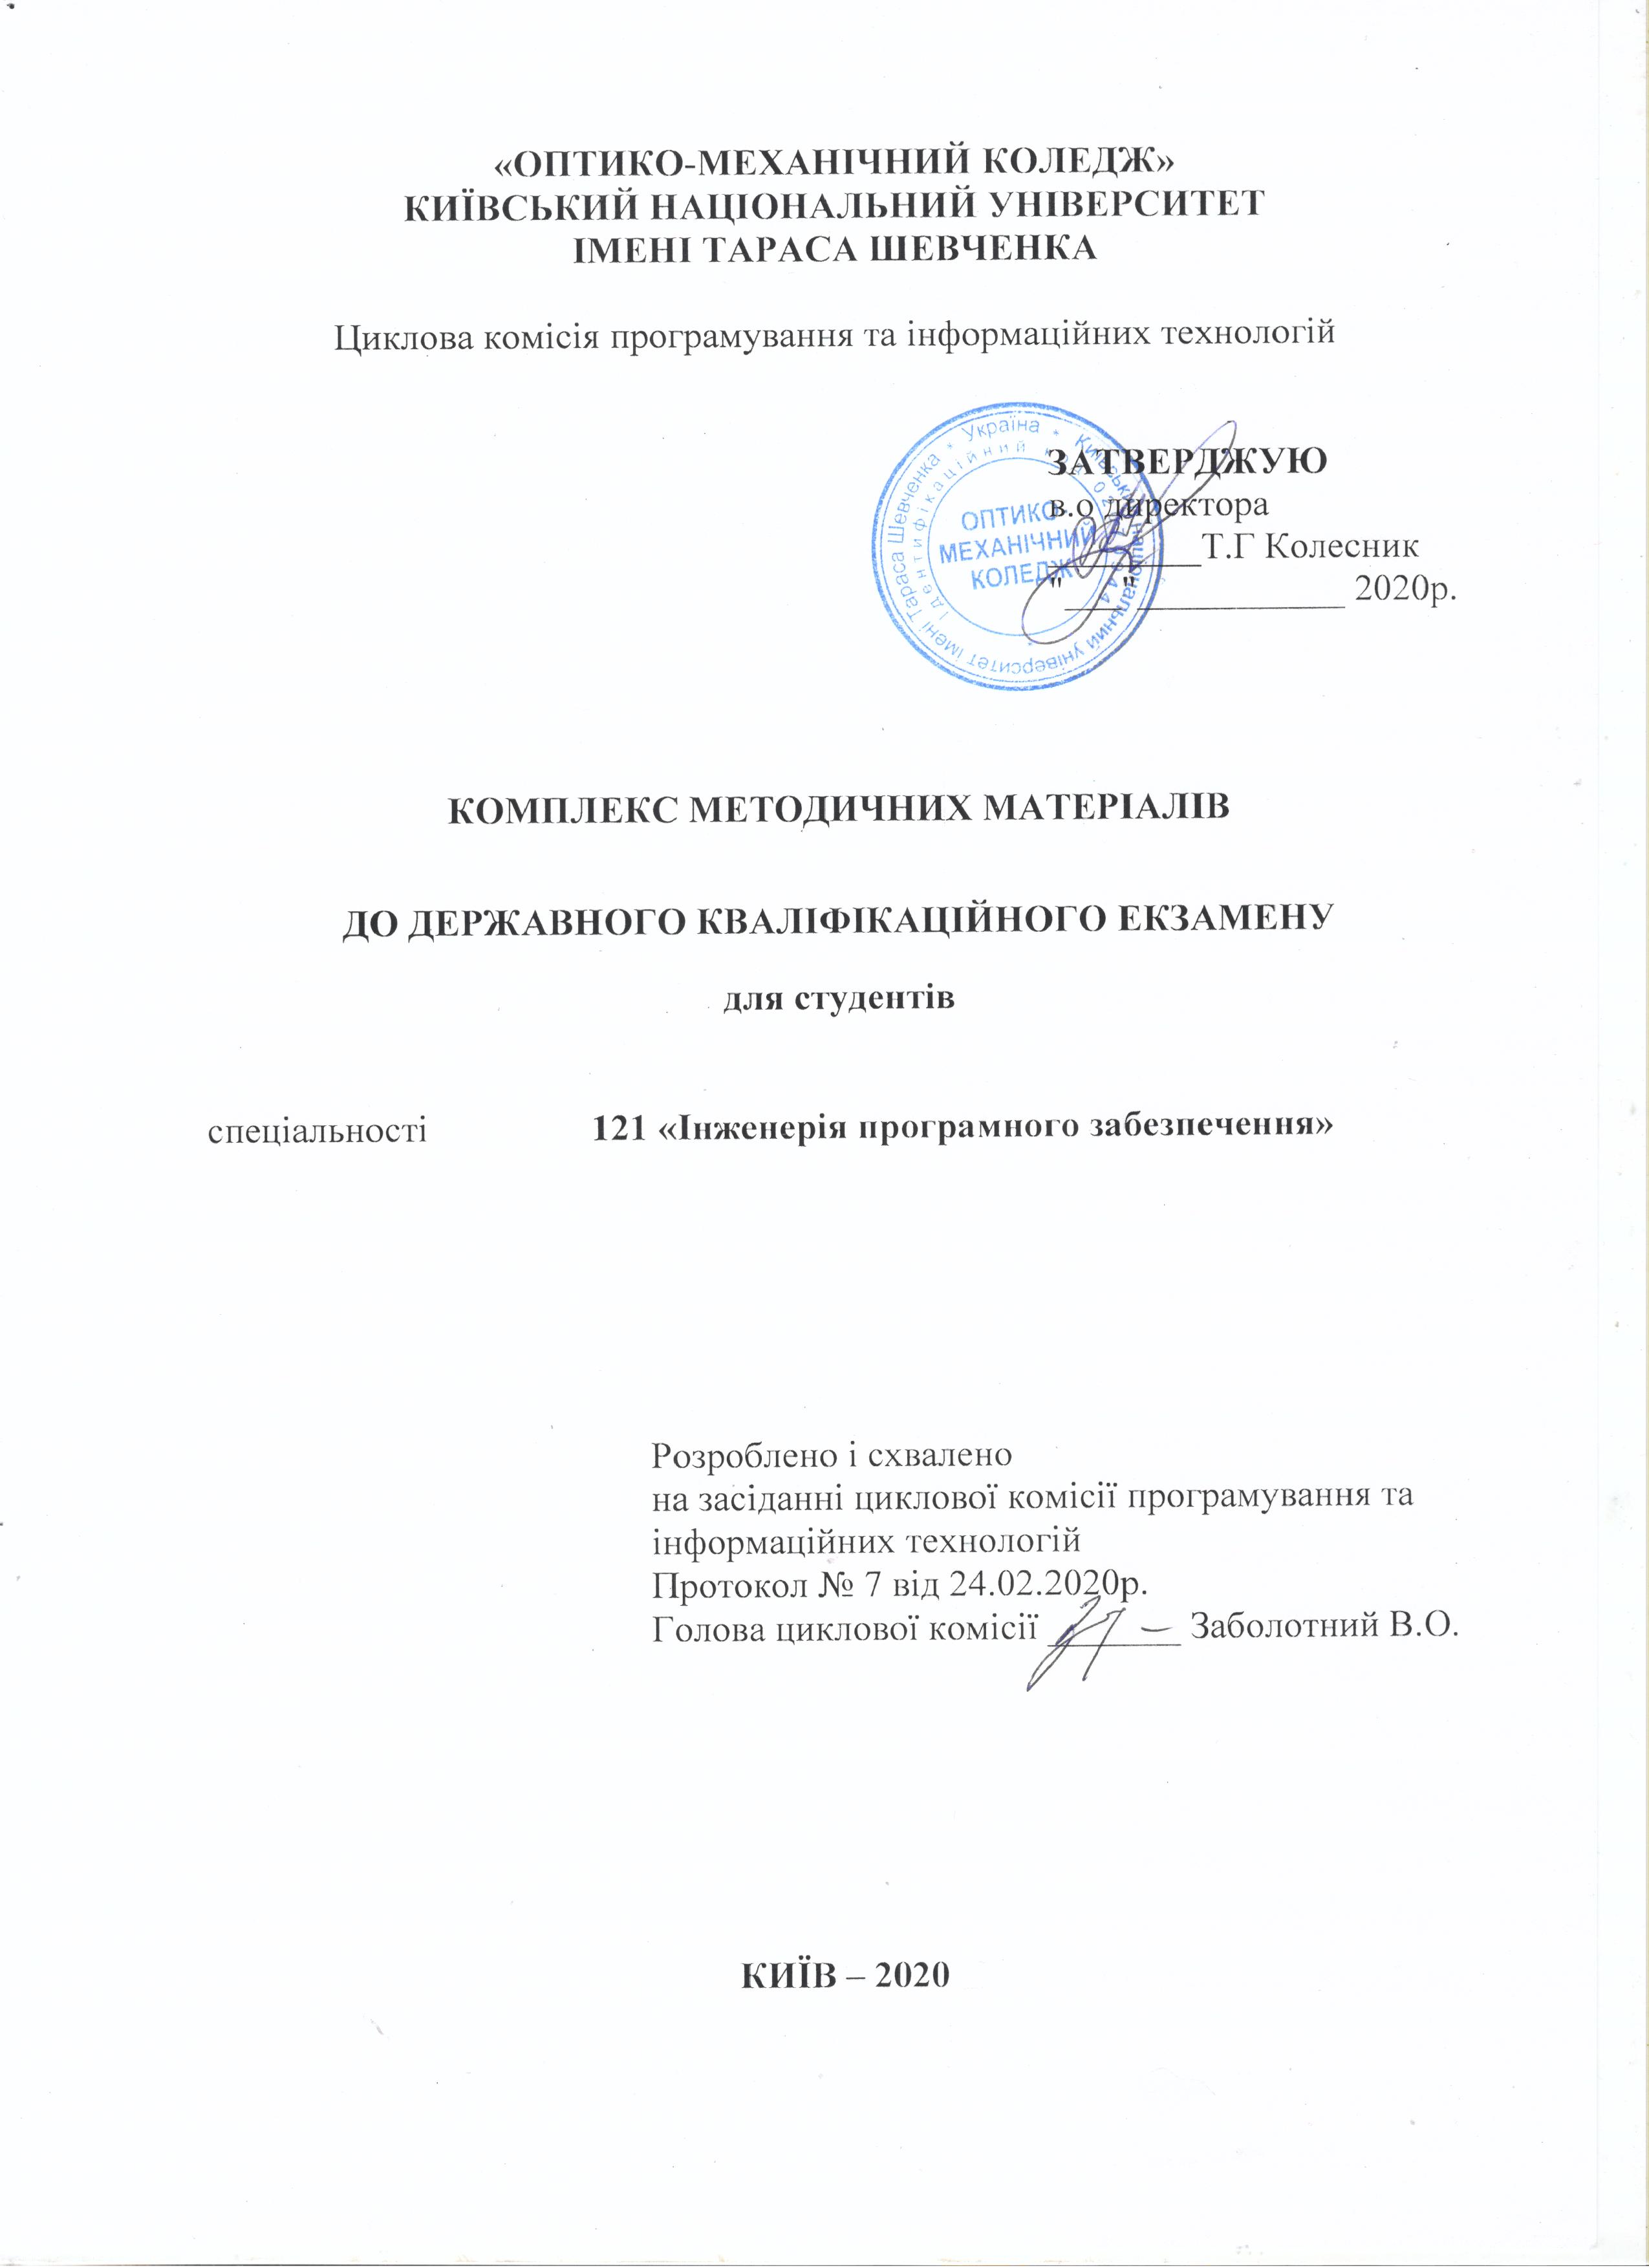 «ОПТИКО-МЕХАНІЧНИЙ КОЛЕДЖ»
КИЇВСЬКИЙ НАЦІОНАЛЬНИЙ УНІВЕРСИТЕТ
ІМЕНІ ТАРАСА ШЕВЧЕНКА
Циклова комісія програмування та інформаційних технологій
ЗАТВЕРДЖУЮ
в.о директора
________Т.Г Колесник
"___" ___________ 2020р.
Україна * Київський національний університет імені Тараса Шевченка *
Ідентифікаційний код
ОПТИКО-
МЕХАНІЧНИЙ
КОЛЕДЖ
КОМПЛЕКС МЕТОДИЧНИХ МАТЕРІАЛІВ
ДО ДЕРЖАВНОГО КВАЛІФІКАЦІЙНОГО ЕКЗАМЕНУ
для студентів
спеціальності 121 «Інженерія програмного забезпечення»
Розроблено і схвалено
на засіданні циклової комісії програмування та
інформаційних технологій
Протокол № 7 від 24.02.2020р.
Голова циклової комісії _______ Заболотний В.О.
КИЇВ – 2020